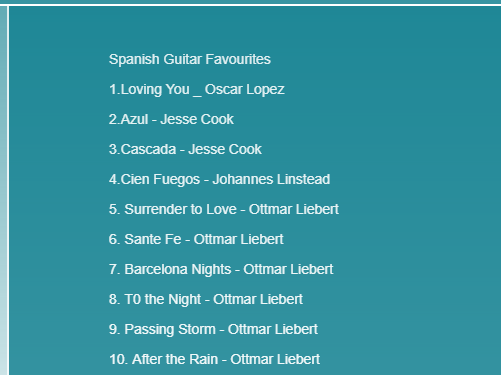 Spanish Guitar Favourites
1.Loving You _ Oscar Lopez
2.Azul - Jesse Cook
3.Cascada - Jesse Cook
4.Cien Fuegos - Johannes Linstead
5. Surrender to Love - Ottmar Liebert
6. Sante Fe - Ottmar Liebert
7. Barcelona Nights - Ottmar Liebert
8. T0 the Night - Ottmar Liebert
9. Passing Storm - Ottmar Liebert
10. After the Rain - Ottmar Liebert